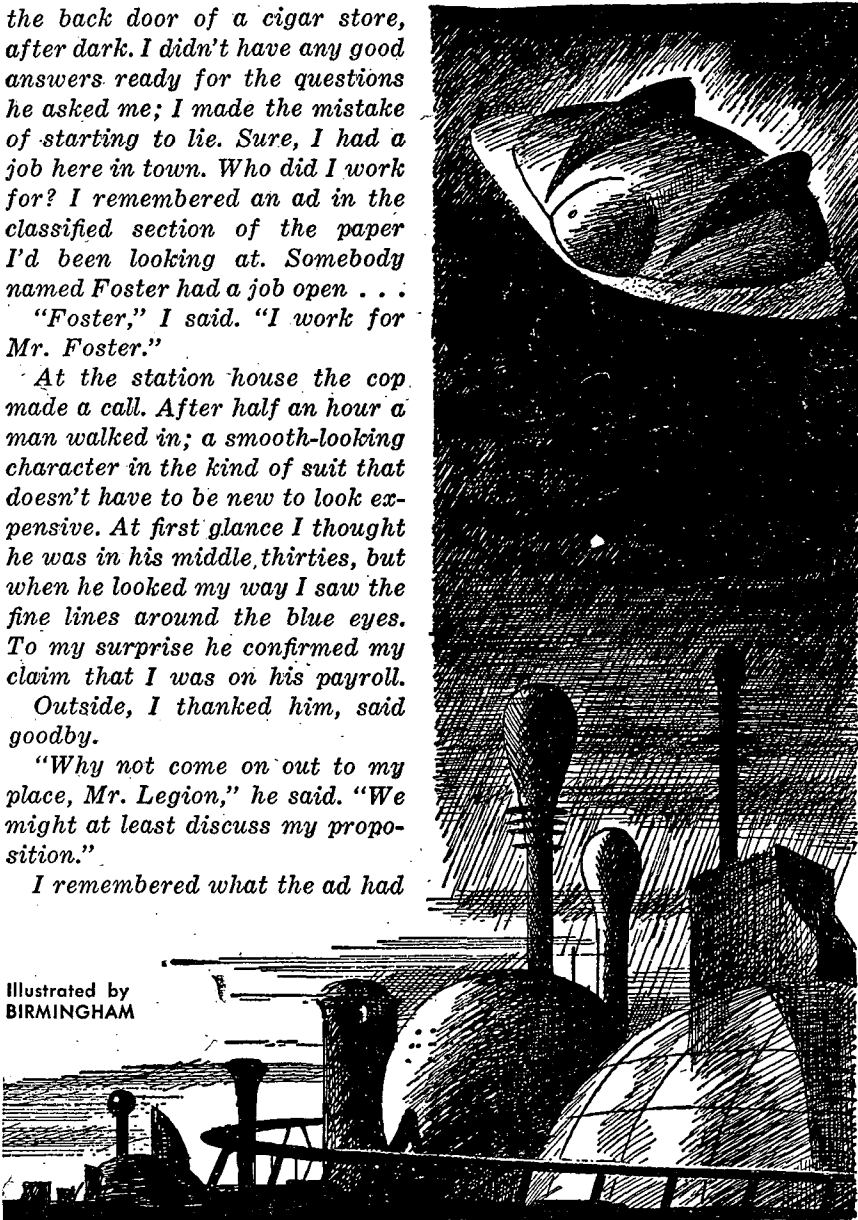 the back door of a cigar store,
after dark. I didn't have any good
answers ready for the questions
he asked me; I made the mistake
of starting to lie. Sure, I had a
job here in town. Who did I work
for? I remembered an ad in the
classified section of the paper
I'd been looking at. Somebody
named Foster had a job open . . .
"Foster," I said. "I work for
Mr. Foster."
At the station house the cop
made a call. After half an hour a
man walked in; a smooth-looking
character in the kind of suit that
doesn't have to be new to look ex-
pensive. At first glance I thought
he was in his middle thirties, but
when he looked my way I saw the
fine lines around the blue eyes.
To my surprise he confirmed my
claim that I was on his payroll.
Outside, I thanked him, said
goodby.
"Why not come on out to my
place, Mr. Legion," he said. "We
might at least discuss my propo-
sition."
I remembered what the ad had
Illustrated by
BIRMINGHAM